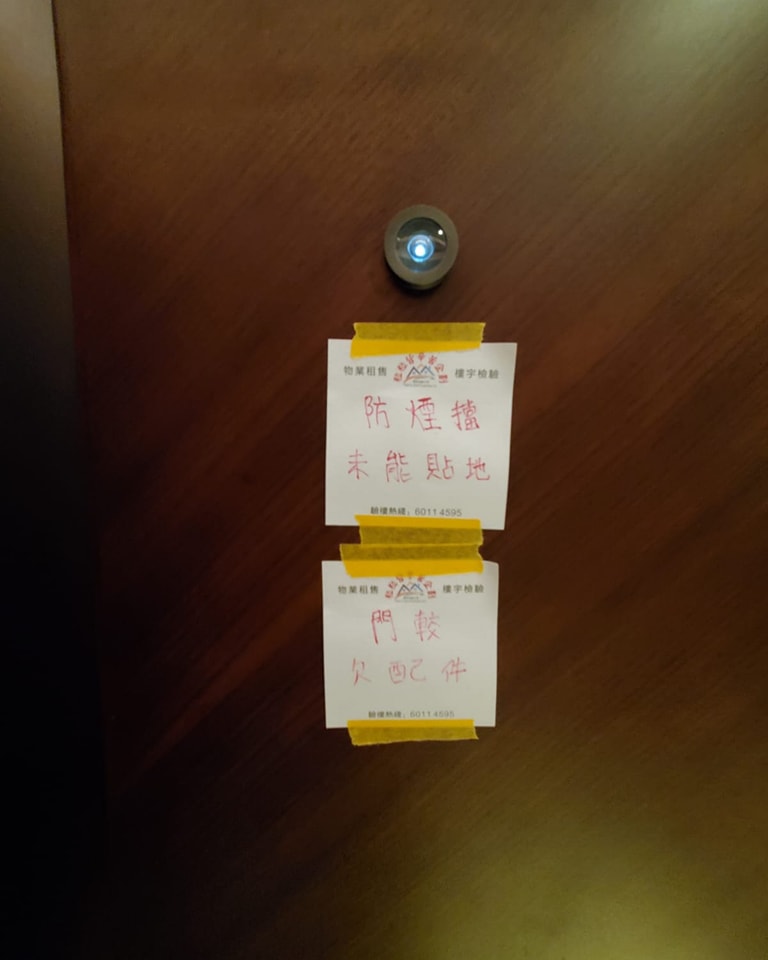 物業租售 樓宇檢驗
防煙擋
未能貼地
驗樓熱綫：60114595
物業租售 樓宇檢驗
門較
欠配件
驗樓熱綫：60114595